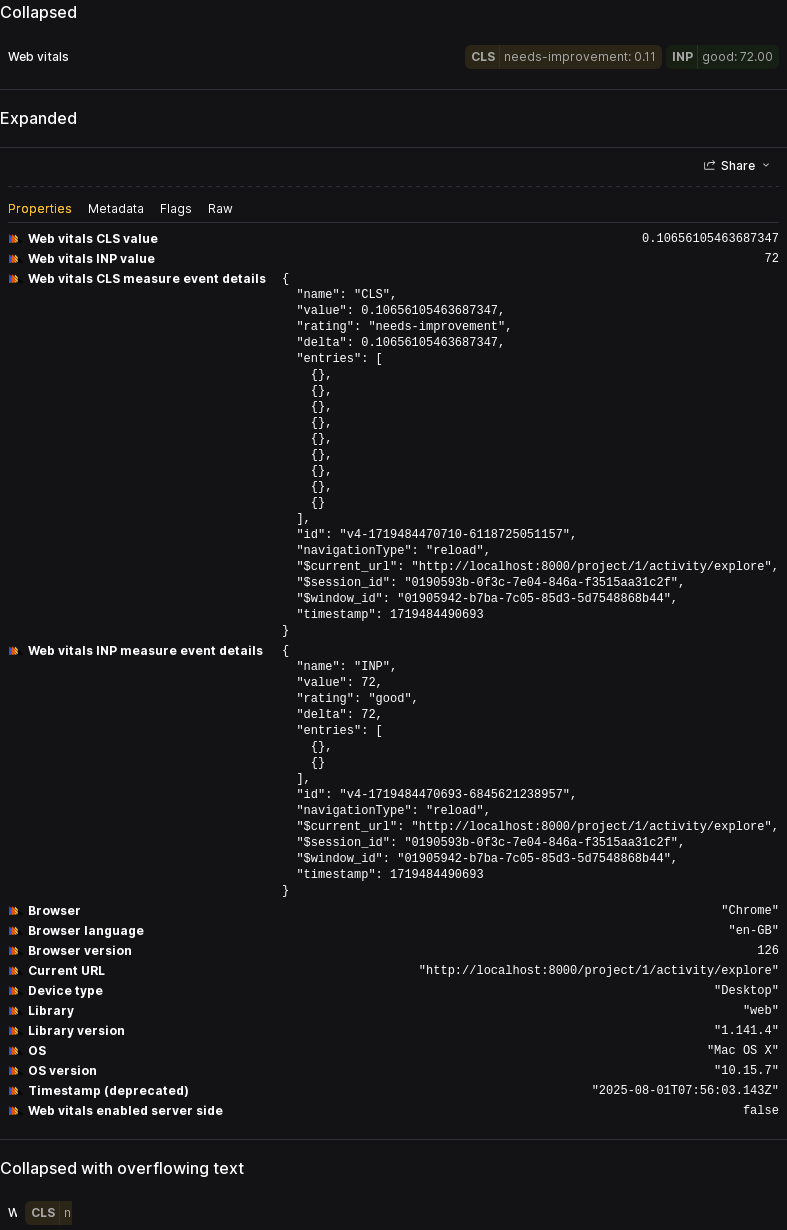 Collapsed
Web vitals CLS needs-improvement: 0.11 INP good: 72.00
Expanded
Share
Properties Metadata Flags Raw
Web vitals CLS value 0.10656105463687347
Web vitals INP value 72
Web vitals CLS measure event details {
"name": "CLS",
"value": 0.10656105463687347,
"rating": "needs-improvement",
"delta": 0.10656105463687347,
"entries": [
{},
{},
{},
{},
{},
{},
{},
{},
{}
],
"id": "v4-1719484470710-6118725051157",
"navigationType": "reload",
"$current_url": "http://localhost:8000/project/1/activity/explore",
"$session_id": "0190593b-0f3c-7e04-846a-f3515aa31c2f",
"$window_id": "01905942-b7ba-7c05-85d3-5d7548868b44",
"timestamp": 1719484490693
}
Web vitals INP measure event details {
"name": "INP",
"value": 72,
"rating": "good",
"delta": 72,
"entries": [
{},
{}
],
"id": "v4-1719484470693-6845621238957",
"navigationType": "reload",
"$current_url": "http://localhost:8000/project/1/activity/explore",
"$session_id": "0190593b-0f3c-7e04-846a-f3515aa31c2f",
"$window_id": "01905942-b7ba-7c05-85d3-5d7548868b44",
"timestamp": 1719484490693
}
Browser "Chrome"
Browser language "en-GB"
Browser version 126
Current URL "http://localhost:8000/project/1/activity/explore"
Device type "Desktop"
Library "web"
Library version "1.141.4"
OS "Mac OS X"
OS version "10.15.7"
Timestamp (deprecated) "2025-08-01T07:56:03.143Z"
Web vitals enabled server side false
Collapsed with overflowing text
W CLS n